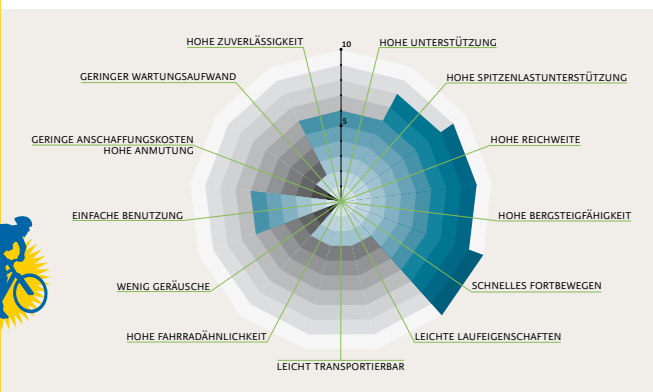 10
HOHE ZUVERLÄSSIGKEIT
HOHE UNTERSTÜTZUNG
GERINGER WARTUNGSAUFWAND
HOHE SPITZENLASTUNTERSTÜTZUNG
5
GERINGE ANSCHAFFUNGSKOSTEN
HOHE ANMUTUNG
HOHE REICHWEITE
EINFACHE BENUTZUNG
HOHE BERGSTEIGFÄHIGKEIT
WENIG GERÄUSCHE
SCHNELLES FORTBEWEGEN
HOHE FAHRRADÄHNLICHKEIT
LEICHTE LAUFEIGENSCHAFTEN
LEICHT TRANSPORTIERBAR